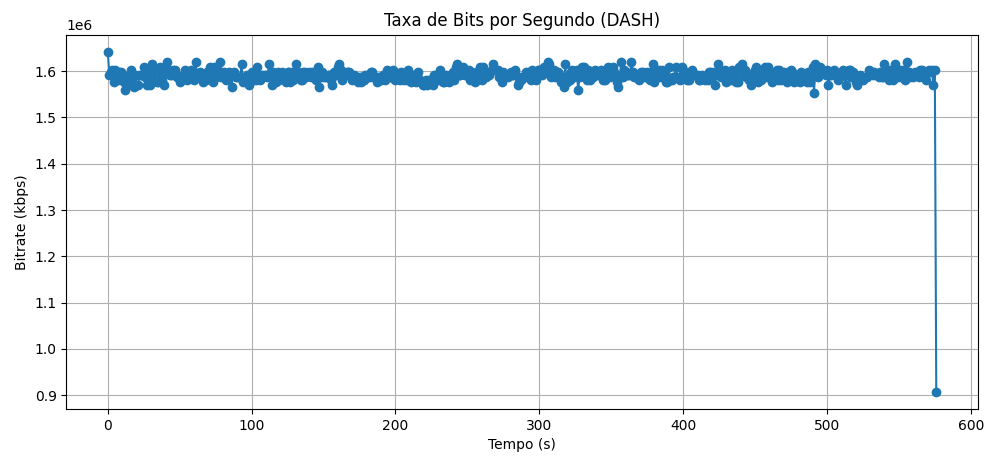 Taxa de Bits por Segundo (DASH)
1e6
1.6
1.5
1.4
1.3
1.2
1.1
1.0
0.9
Bitrate (kbps)
0 100 200 300 400 500 600
Tempo (s)